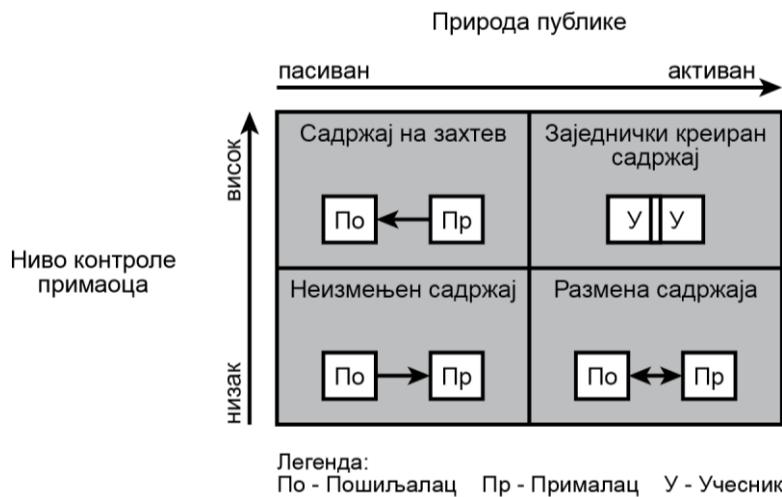 Природа публике
пасиван активан
Садржај на захтев
Заједнички креиран
садржај
По Пр
У У
висок
Ниво контроле
примаоца
Неизмењен садржај
Размена садржаја
По Пр
По Пр
низак
Легенда:
По - Пошиљалац Пр - Прималац У - Учесник